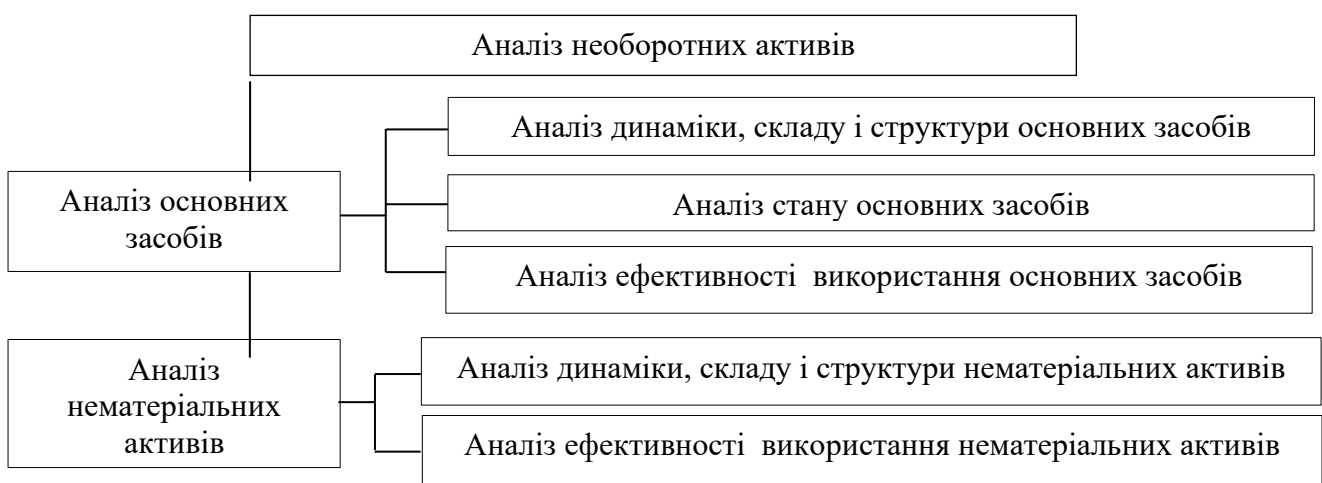 Аналіз необоротних активів
Аналіз динаміки, складу і структури основних засобів
Аналіз основних
засобів
Аналіз стану основних засобів
Аналіз ефективності використання основних засобів
Аналіз
нематеріальних
активів
Аналіз динаміки, складу і структури нематеріальних активів
Аналіз ефективності використання нематеріальних активів